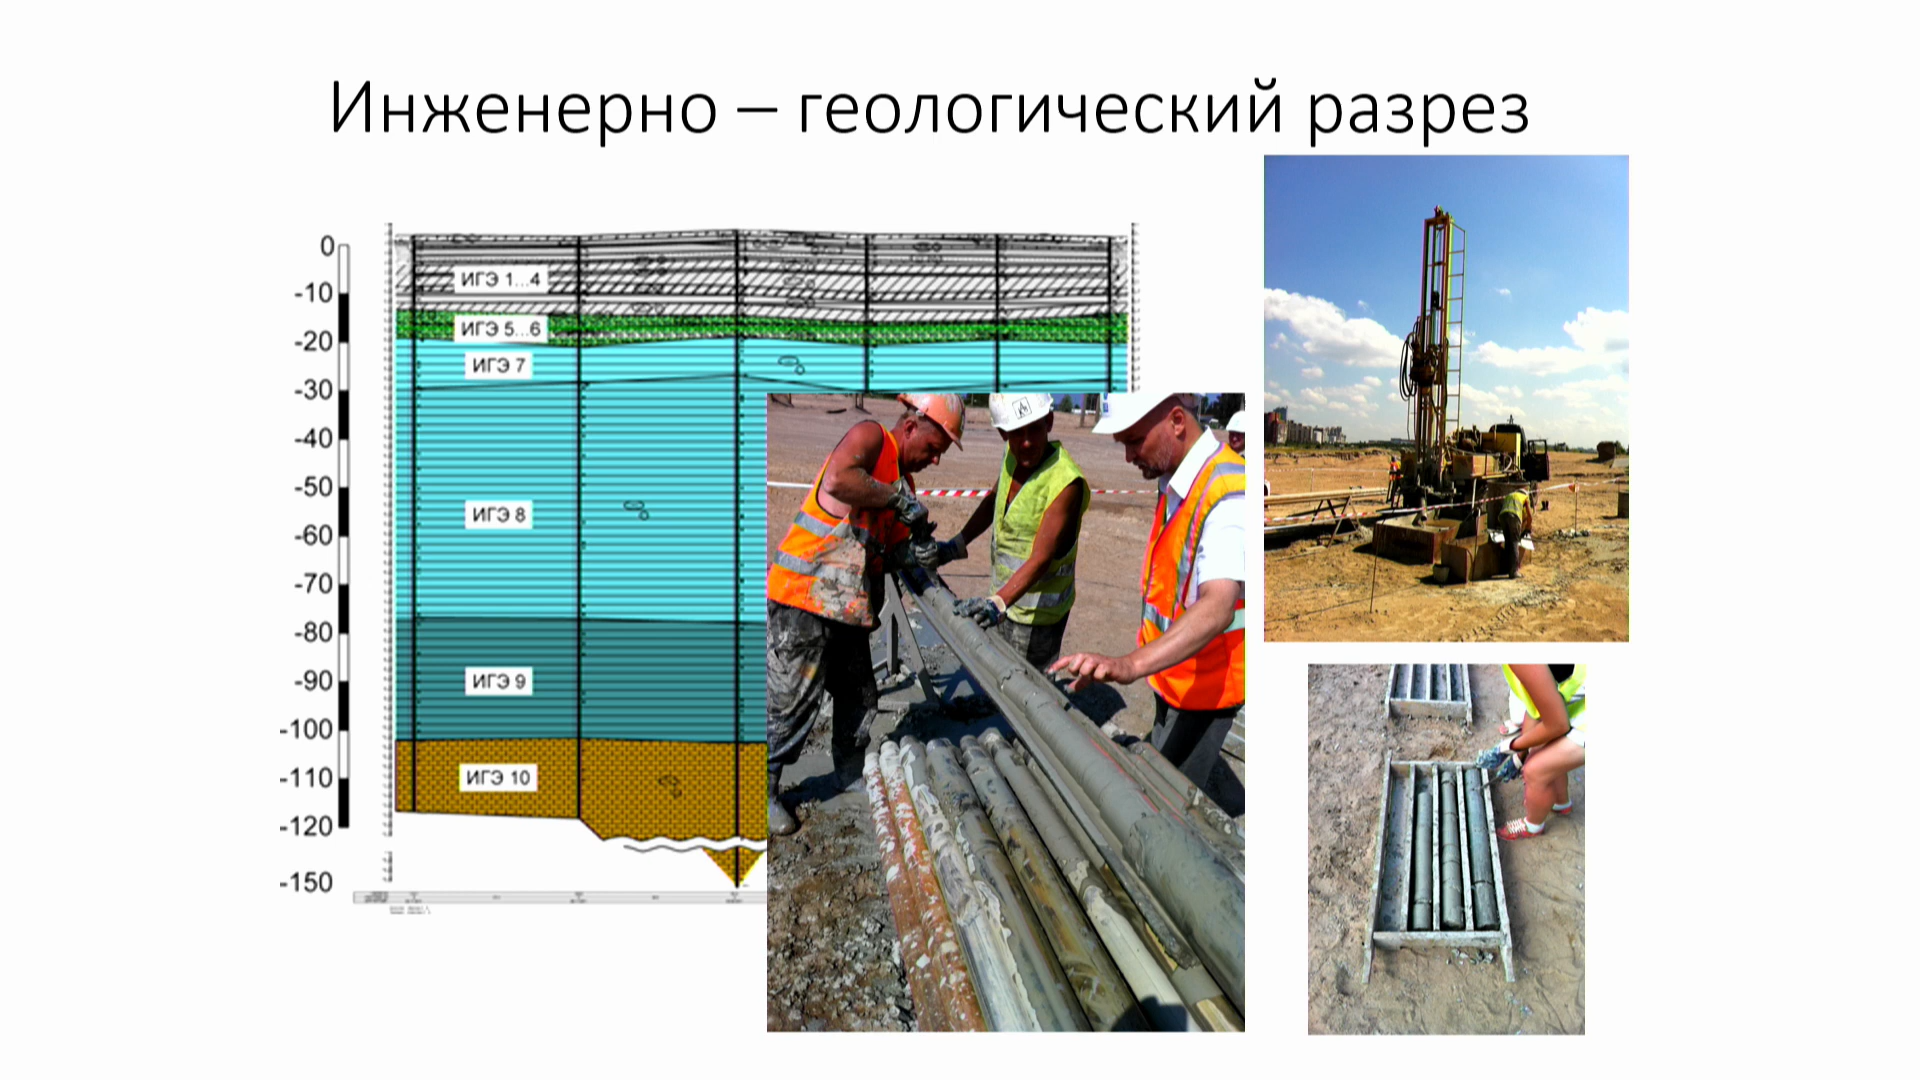 Инженерно – геологический разрез
0
-10
-20
-30
-40
-50
-60
-70
-80
-90
-100
-110
-120
-150
ИГЭ 1...4
ИГЭ 5...6
ИГЭ 7
ИГЭ 8
ИГЭ 9
ИГЭ 10